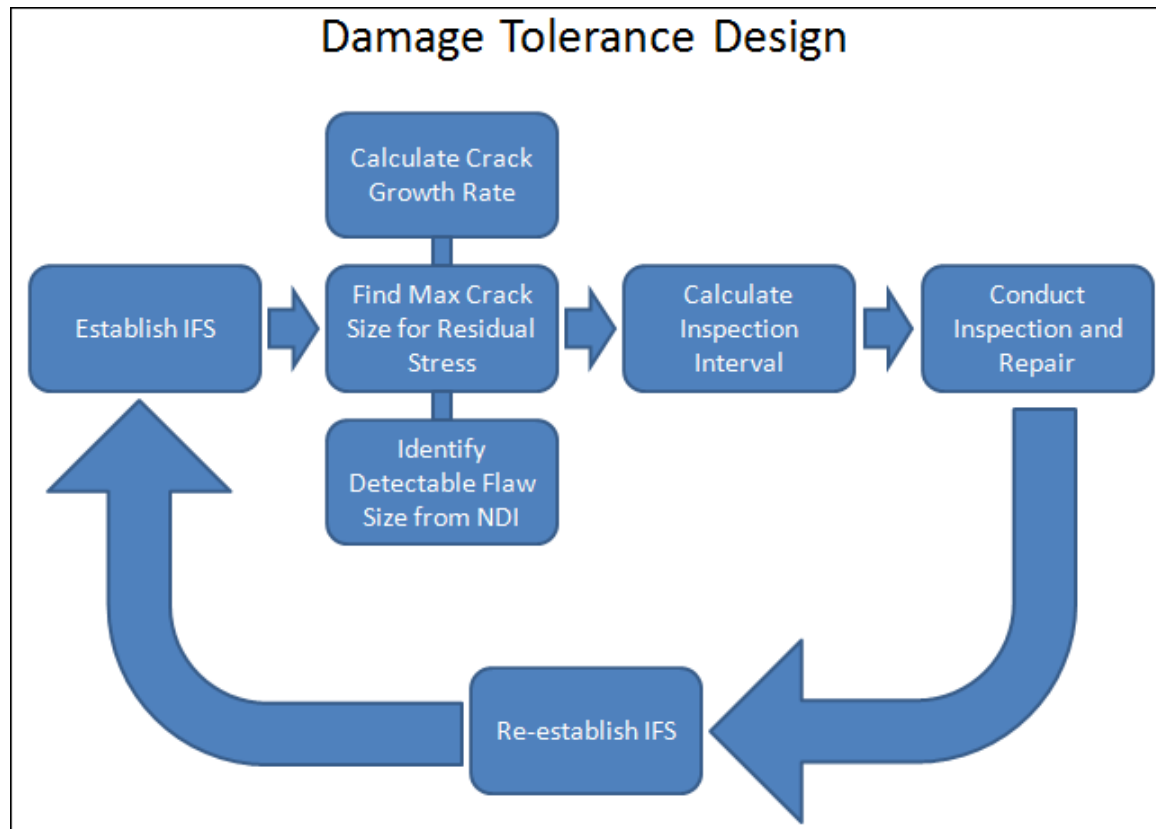 Damage Tolerance Design
Calculate Crack
Growth Rate
Establish IFS
Find Max Crack
Size for Residual
Stress
Calculate
Inspection
Interval
Conduct
Inspection and
Repair
Identify
Detectable Flaw
Size from NDI
Re-establish IFS